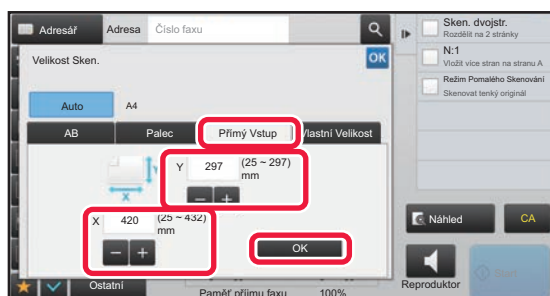 Adresář
Adresa
Číslo faxu
Velikost Sken.
OK
Auto
A4
AB
Palec
Přímý Vstup
Vlastní Velikost
Y
297
(25 ~ 297)
mm
X
420
(25 ~ 432)
mm
OK
Ostatní
Paměť příjmu faxu
100%
Sken. dvojstr.
Rozdělit na 2 stránky
N:1
Vložit více stran na stranu A
Režim Pomalého Skenování
Skenovat tenký originál
Náhled
CA
Reproduktor
Start